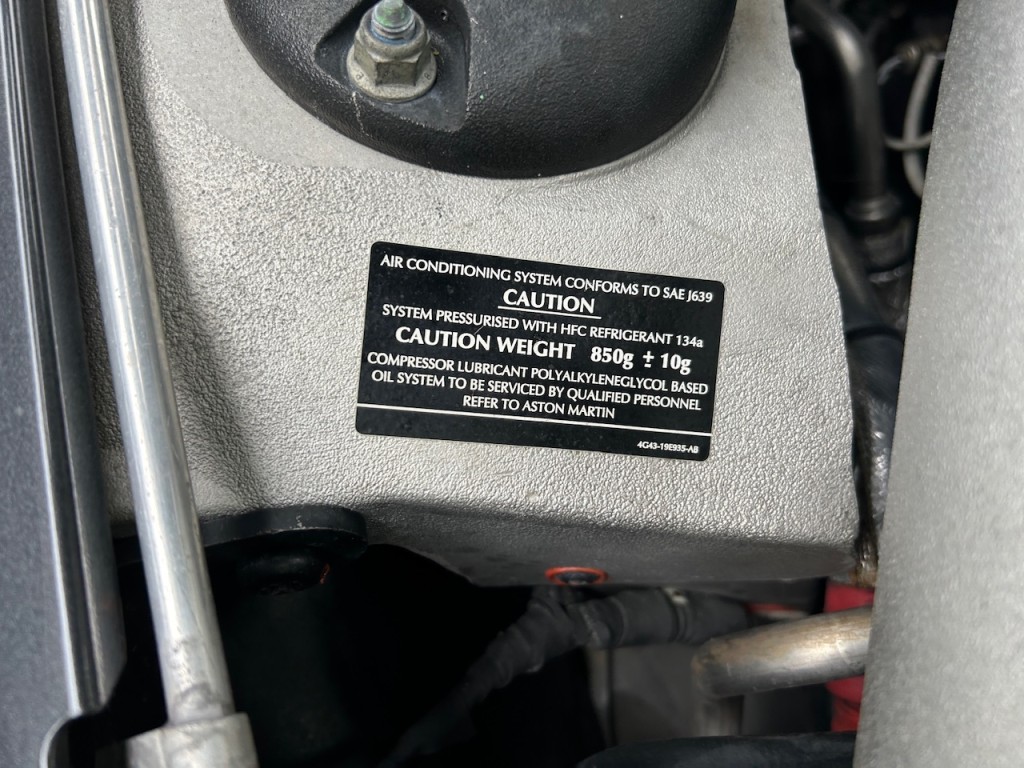 AIR CONDITIONING SYSTEM CONFORMS TO SAE J639
CAUTION
SYSTEM PRESSURISED WITH HFC REFRIGERANT 134a
CAUTION WEIGHT 850g ± 10g
COMPRESSOR LUBRICANT POLYALKYLENEGLYCOL BASED
OIL SYSTEM TO BE SERVICED BY QUALIFIED PERSONNEL
REFER TO ASTON MARTIN
4G43-19E935-AB